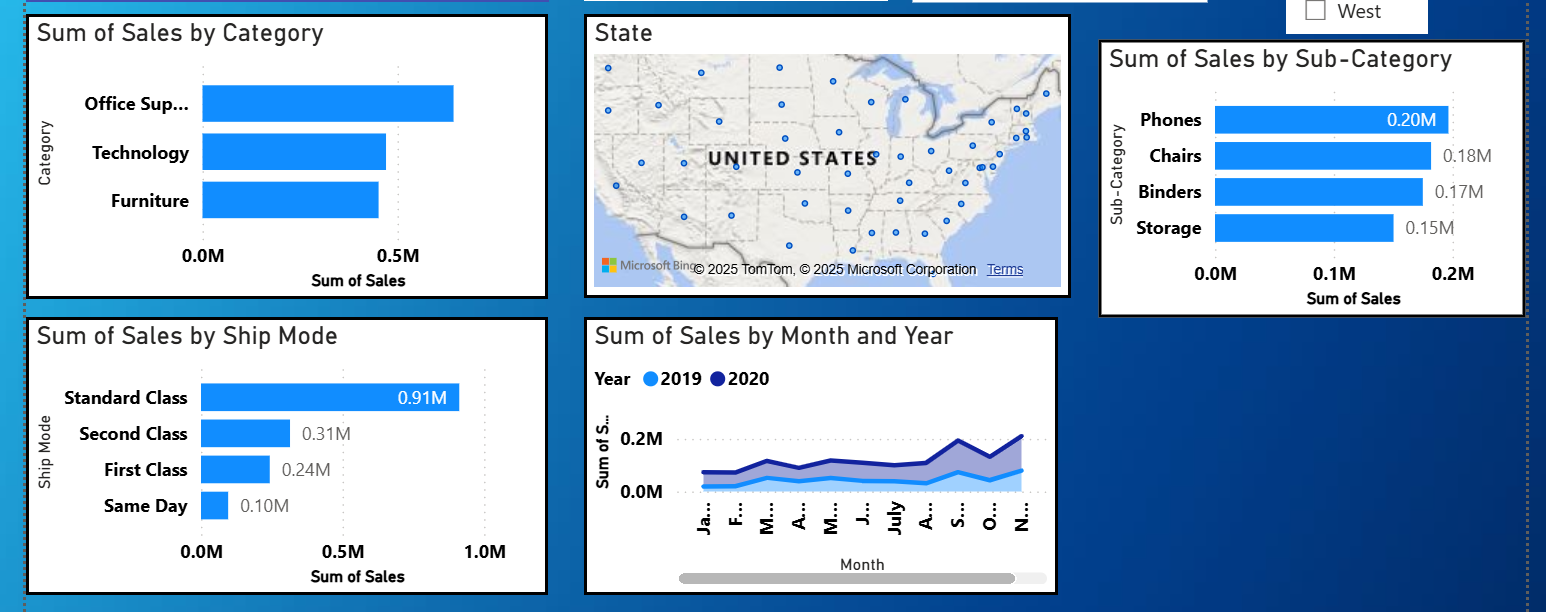 West
Sum of Sales by Category
Category
Office Sup...
Technology
Furniture
0.0M 0.5M
Sum of Sales
State
UNITED STATES
Microsoft Bing
© 2025 TomTom, © 2025 Microsoft Corporation Terms
Sum of Sales by Sub-Category
Sub-Category
Phones 0.20M
Chairs 0.18M
Binders 0.17M
Storage 0.15M
0.0M 0.1M 0.2M
Sum of Sales
Sum of Sales by Ship Mode
Ship Mode
Standard Class 0.91M
Second Class 0.31M
First Class 0.24M
Same Day 0.10M
0.0M 0.5M 1.0M
Sum of Sales
Sum of Sales by Month and Year
Year 2019 2020
Sum of S...
0.2M
0.0M
Ja... F... M... A... M... J... July A... S... O... N...
Month